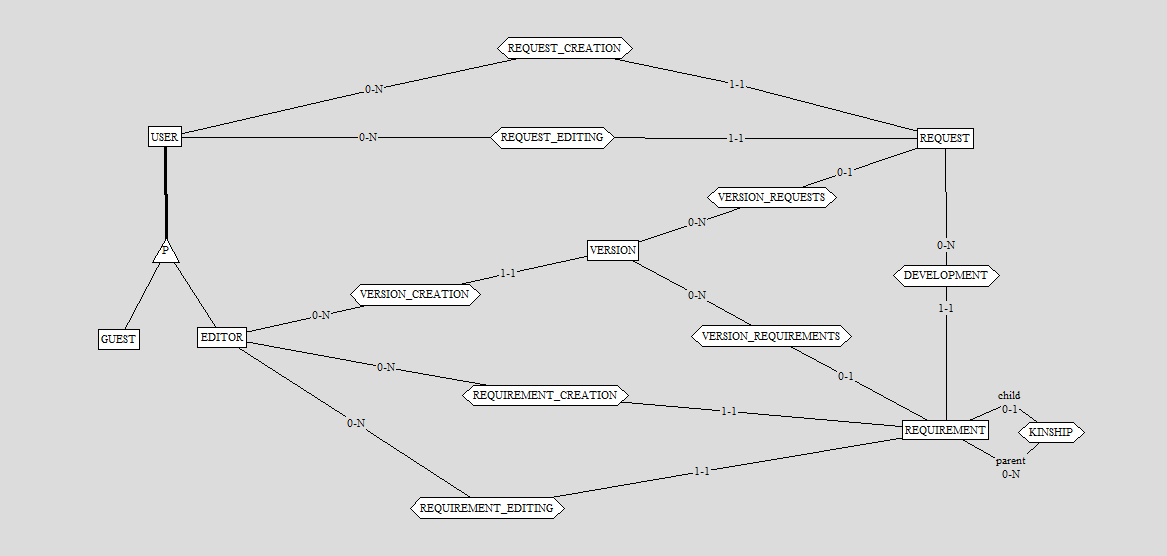 REQUEST_CREATION
0-N
1-1
USER
0-N
REQUEST_EDITING
1-1
REQUEST
0-1
VERSION_REQUESTS
0-N
P
VERSION
0-N
1-1
DEVELOPMENT
VERSION_CREATION
0-N
1-1
0-N
GUEST
EDITOR
VERSION_REQUIREMENTS
0-N
0-1
REQUIREMENT_CREATION
child
0-1
1-1
0-N
REQUIREMENT
KINSHIP
parent
0-N
1-1
REQUIREMENT_EDITING